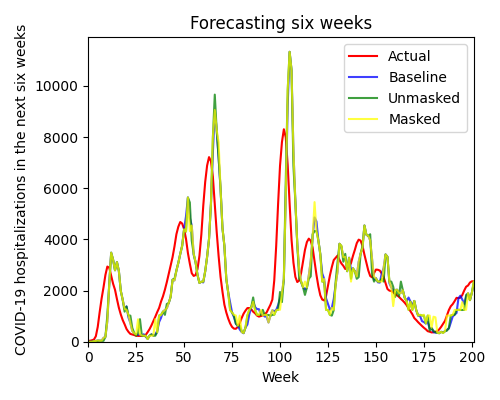 Forecasting six weeks
COVID-19 hospitalizations in the next six weeks
10000
8000
6000
4000
2000
0
Actual
Baseline
Unmasked
Masked
0 25 50 75 100 125 150 175 200
Week